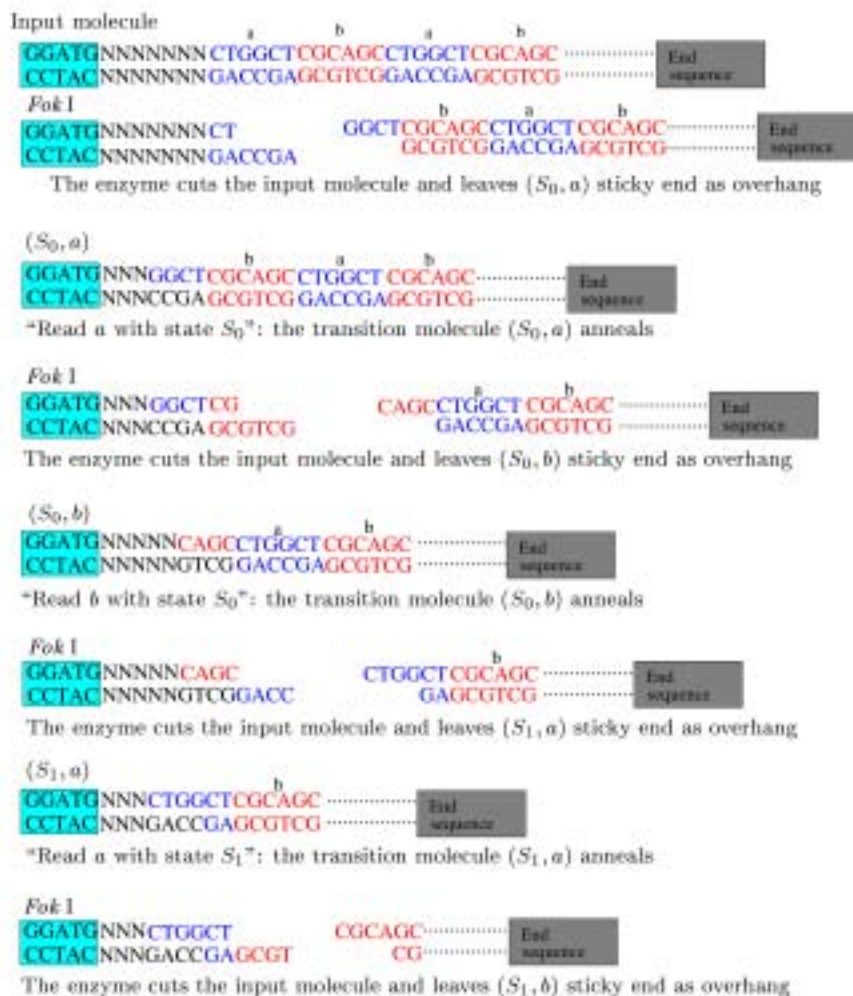 Input molecule
a b a b
GGATGNNNNNNNCTGGCTCGCAGCCTGGCTCGCAGC End
CCTACNNNNNNNGACCGAGCGTCGGACCGAGCGTCG sequence
Fok I
b a b
GGATGNNNNNNNCT GGCTCGCAGCCTGGCTCGCAGC End
CCTACNNNNNNNGACCGA GCGTCGGACCGAGCGTCG sequence
The enzyme cuts the input molecule and leaves (S₀, a) sticky end as overhang
(S₀, a)
b a b
GGATGNNNGGCTCGCAGCCTGGCTCGCAGC End
CCTACNNNCCGAGCGTCGGACCGAGCGTCG sequence
“Read a with state S₀”: the transition molecule (S₀, a) anneals
Fok I
a b
GGATGNNNGGCTCG CAGCCTGGCTCGCAGC End
CCTACNNNCCGAGCGTCG GACCGAGCGTCG sequence
The enzyme cuts the input molecule and leaves (S₀, b) sticky end as overhang
(S₀, b)
a b
GGATGNNNNNCAGCCTGGCTCGCAGC End
CCTACNNNNNGTCGGACCGAGCGTCG sequence
“Read b with state S₀”: the transition molecule (S₀, b) anneals
Fok I
b
GGATGNNNNNCAGC CTGGCTCGCAGC End
CCTACNNNNNGTCGGACC GAGCGTCG sequence
The enzyme cuts the input molecule and leaves (S₁, a) sticky end as overhang
(S₁, a)
b
GGATGNNNCTGGCTCGCAGC End
CCTACNNNGACCGAGCGTCG sequence
“Read a with state S₁”: the transition molecule (S₁, a) anneals
Fok I
GGATGNNNCTGGCT CGCAGC End
CCTACNNNGACCGAGCGT CG sequence
The enzyme cuts the input molecule and leaves (S₁, b) sticky end as overhang